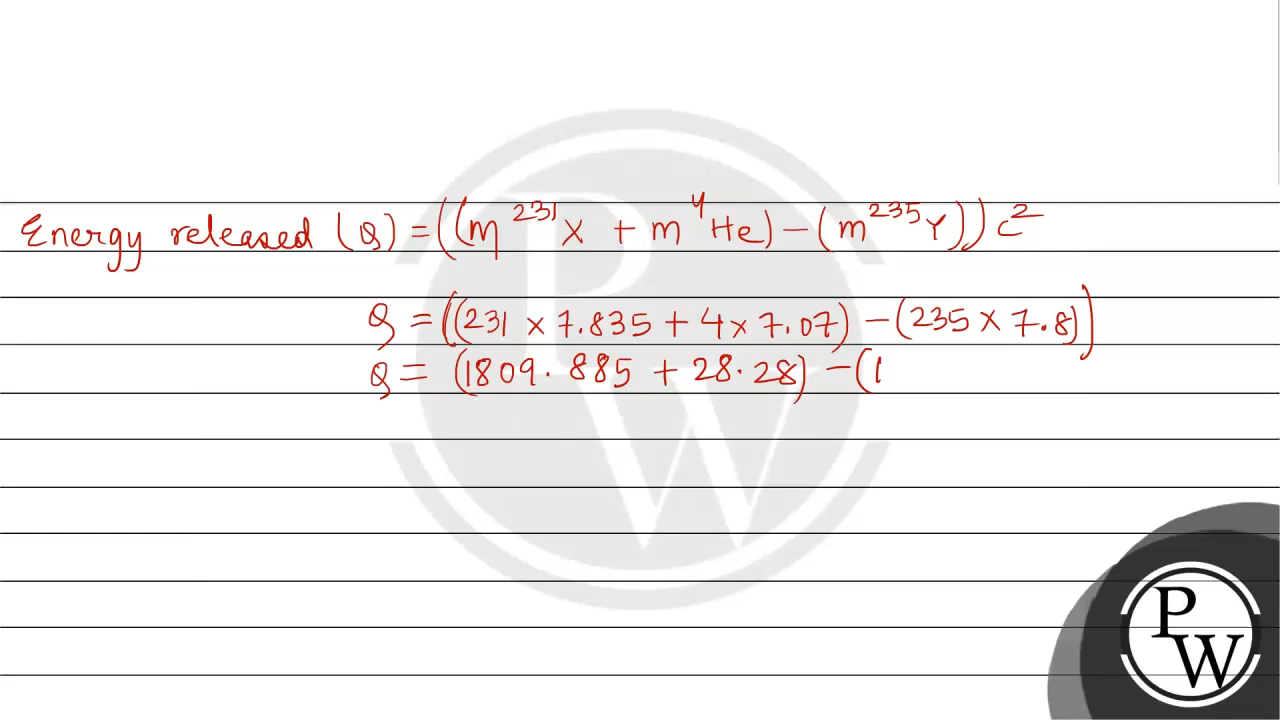 Energy released (Q) = ((m ²³¹X + m ⁴He) - (m ²³⁵Y)) c²
Q = ((231 × 7.835 + 4 × 7.07) - (235 × 7.8))
Q = (1809.885 + 28.28) - (1
P
W
P
W